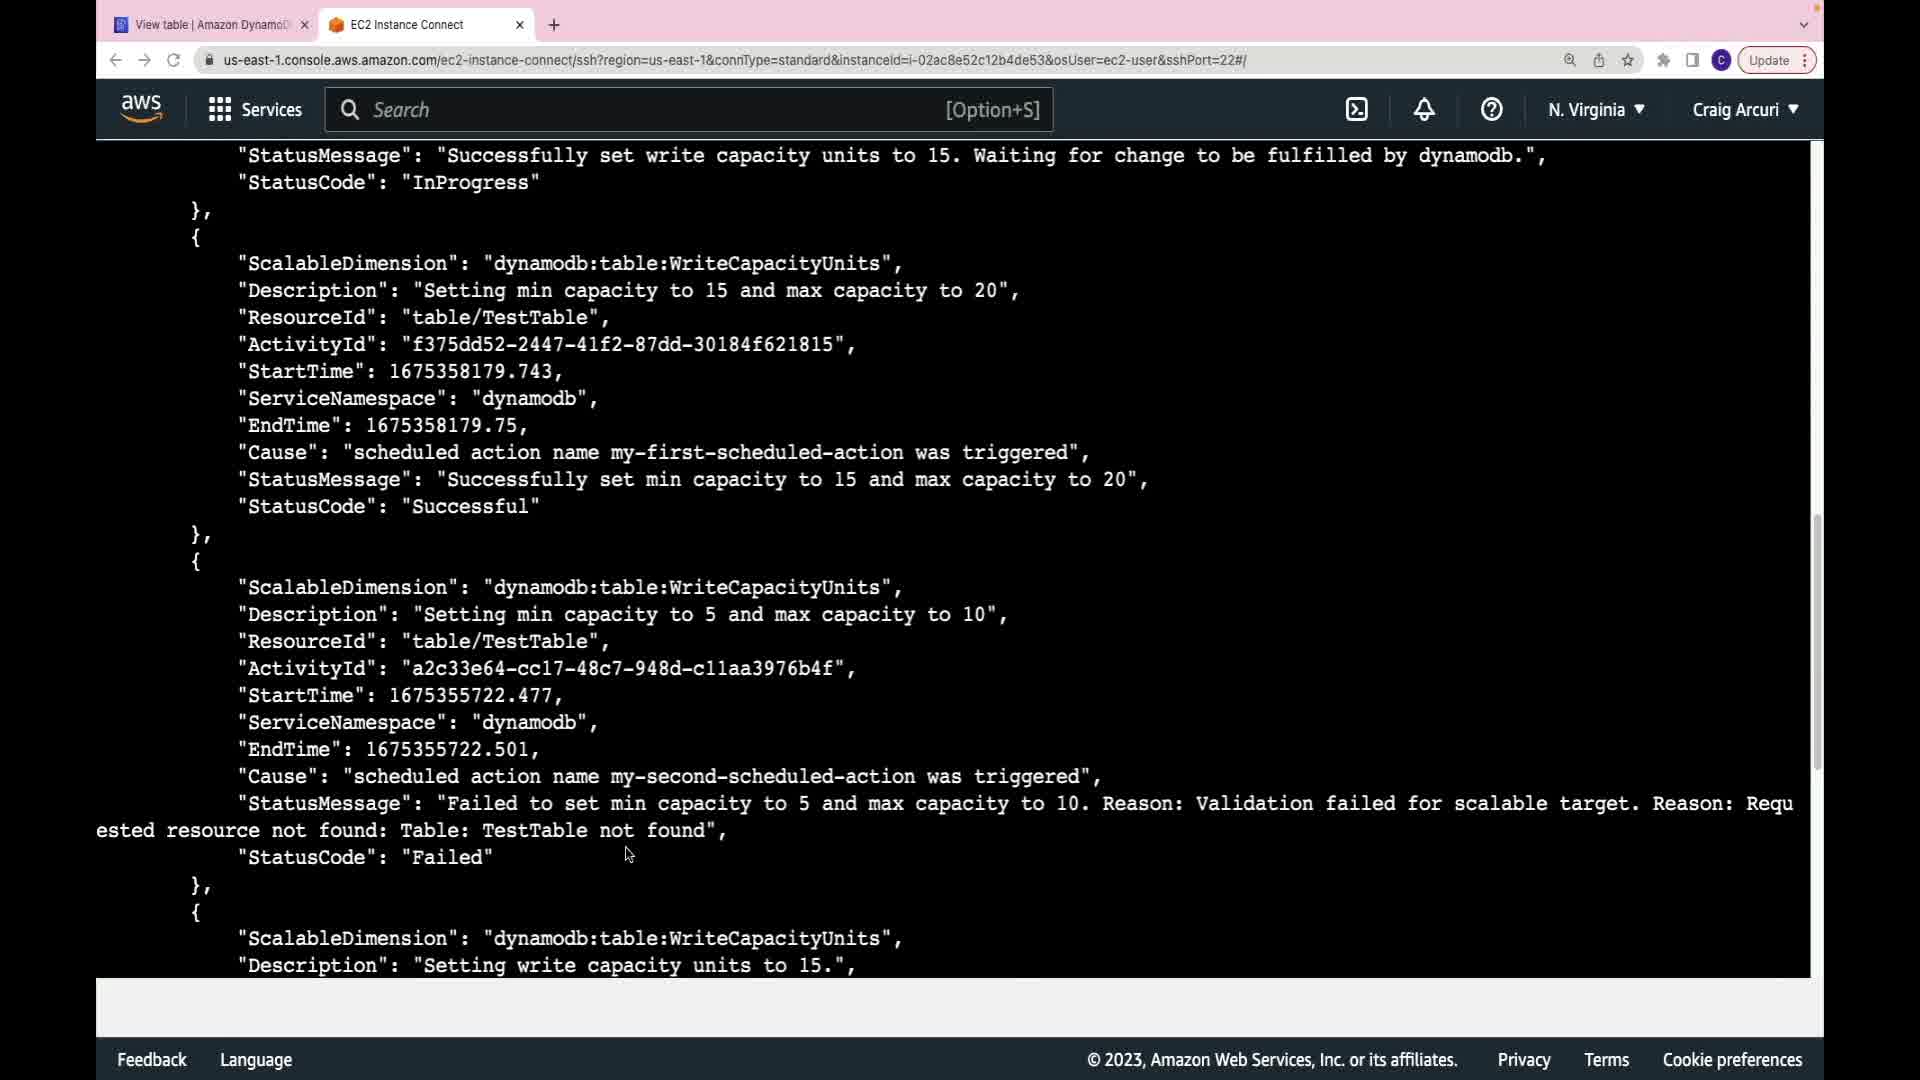 View table | Amazon DynamoD
EC2 Instance Connect
us-east-1.console.aws.amazon.com/ec2-instance-connect/ssh?region=us-east-1&connType=standard&instanceId=i-02ac8e52c12b4de53&osUser=ec2-user&sshPort=22#/
C
Update
aws
Services
Search
[Option+S]
N. Virginia
Craig Arcuri
"StatusMessage": "Successfully set write capacity units to 15. Waiting for change to be fulfilled by dynamodb.",
"StatusCode": "InProgress"
},
{
"ScalableDimension": "dynamodb:table:WriteCapacityUnits",
"Description": "Setting min capacity to 15 and max capacity to 20",
"ResourceId": "table/TestTable",
"ActivityId": "f375dd52-2447-41f2-87dd-30184f621815",
"StartTime": 1675358179.743,
"ServiceNamespace": "dynamodb",
"EndTime": 1675358179.75,
"Cause": "scheduled action name my-first-scheduled-action was triggered",
"StatusMessage": "Successfully set min capacity to 15 and max capacity to 20",
"StatusCode": "Successful"
},
{
"ScalableDimension": "dynamodb:table:WriteCapacityUnits",
"Description": "Setting min capacity to 5 and max capacity to 10",
"ResourceId": "table/TestTable",
"ActivityId": "a2c33e64-cc17-48c7-948d-c11aa3976b4f",
"StartTime": 1675355722.477,
"ServiceNamespace": "dynamodb",
"EndTime": 1675355722.501,
"Cause": "scheduled action name my-second-scheduled-action was triggered",
"StatusMessage": "Failed to set min capacity to 5 and max capacity to 10. Reason: Validation failed for scalable target. Reason: Requ
ested resource not found: Table: TestTable not found",
"StatusCode": "Failed"
},
{
"ScalableDimension": "dynamodb:table:WriteCapacityUnits",
"Description": "Setting write capacity units to 15.",
Feedback
Language
© 2023, Amazon Web Services, Inc. or its affiliates.
Privacy
Terms
Cookie preferences